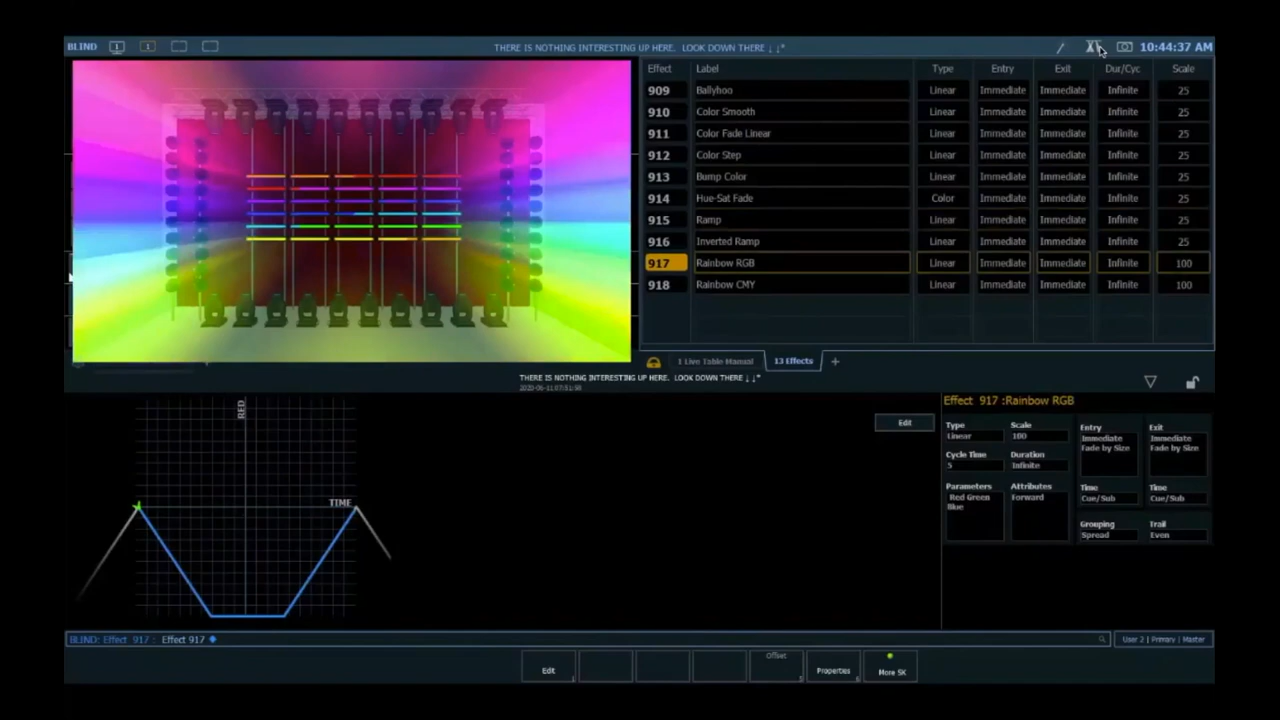 BLIND 1 1 THERE IS NOTHING INTERESTING UP HERE. LOOK DOWN THERE ↓ ↓* 10:44:37 AM
Effect Label Type Entry Exit Dur/Cyc Scale
909 Ballyhoo Linear Immediate Immediate Infinite 25
910 Color Smooth Linear Immediate Immediate Infinite 25
911 Color Fade Linear Linear Immediate Immediate Infinite 25
912 Color Step Linear Immediate Immediate Infinite 25
913 Bump Color Linear Immediate Immediate Infinite 25
914 Hue-Sat Fade Color Immediate Immediate Infinite 25
915 Ramp Linear Immediate Immediate Infinite 25
916 Inverted Ramp Linear Immediate Immediate Infinite 25
917 Rainbow RGB Linear Immediate Immediate Infinite 100
918 Rainbow CMY Linear Immediate Immediate Infinite 100
1 Live Table Manual 13 Effects +
THERE IS NOTHING INTERESTING UP HERE. LOOK DOWN THERE ↓ ↓*
RED
TIME
Edit
Effect 917 :Rainbow RGB
Type Scale Entry Exit
Linear 100 Immediate Immediate
Fade by Size Fade by Size
Cycle Time Duration
5 Infinite
Parameters Attributes Time Time
Red Green Forward Cue/Sub Cue/Sub
Blue
Grouping Trail
Spread Even
BLIND: Effect 917 : Effect 917 User 2 | Primary | Master
Edit 1 Offset 5 Properties 6 More SK